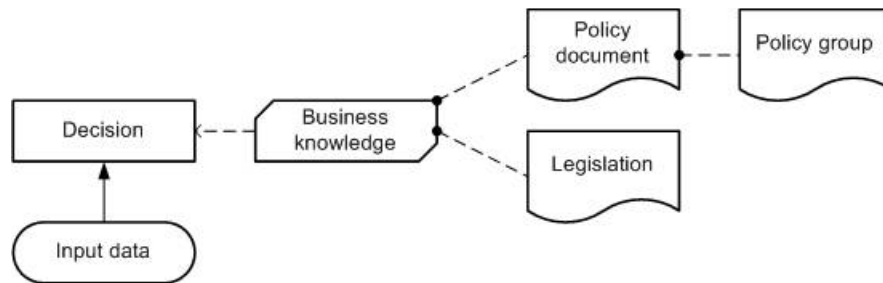 Policy
document
Policy group
Decision
Business
knowledge
Legislation
Input data